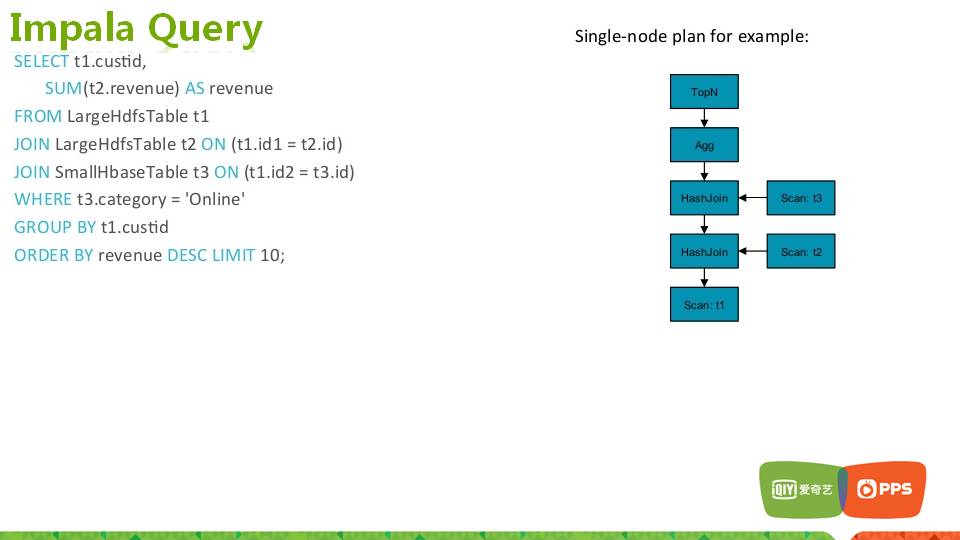 Impala Query
SELECT t1.custid,
SUM(t2.revenue) AS revenue
FROM LargeHdfsTable t1
JOIN LargeHdfsTable t2 ON (t1.id1 = t2.id)
JOIN SmallHbaseTable t3 ON (t1.id2 = t3.id)
WHERE t3.category = 'Online'
GROUP BY t1.custid
ORDER BY revenue DESC LIMIT 10;
Single-node plan for example:
TopN
Agg
HashJoin
Scan: t3
HashJoin
Scan: t2
Scan: t1
iQIYI 爱奇艺
PPS